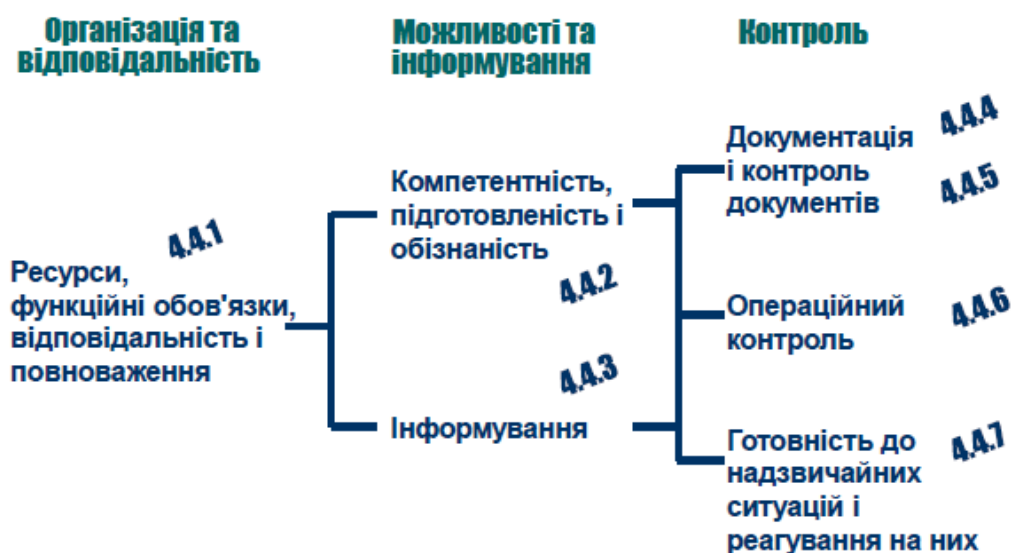 Організація та
відповідальність
Можливості та
інформування
Контроль
4.4.1
Ресурси,
функційні обов'язки,
відповідальність і
повноваження
Компетентність,
підготовленість і
обізнаність
4.4.2
4.4.3
Інформування
Документація
і контроль
документів
4.4.4
4.4.5
Операційний
контроль
4.4.6
Готовність до
надзвичайних
ситуацій і
реагування на них
4.4.7